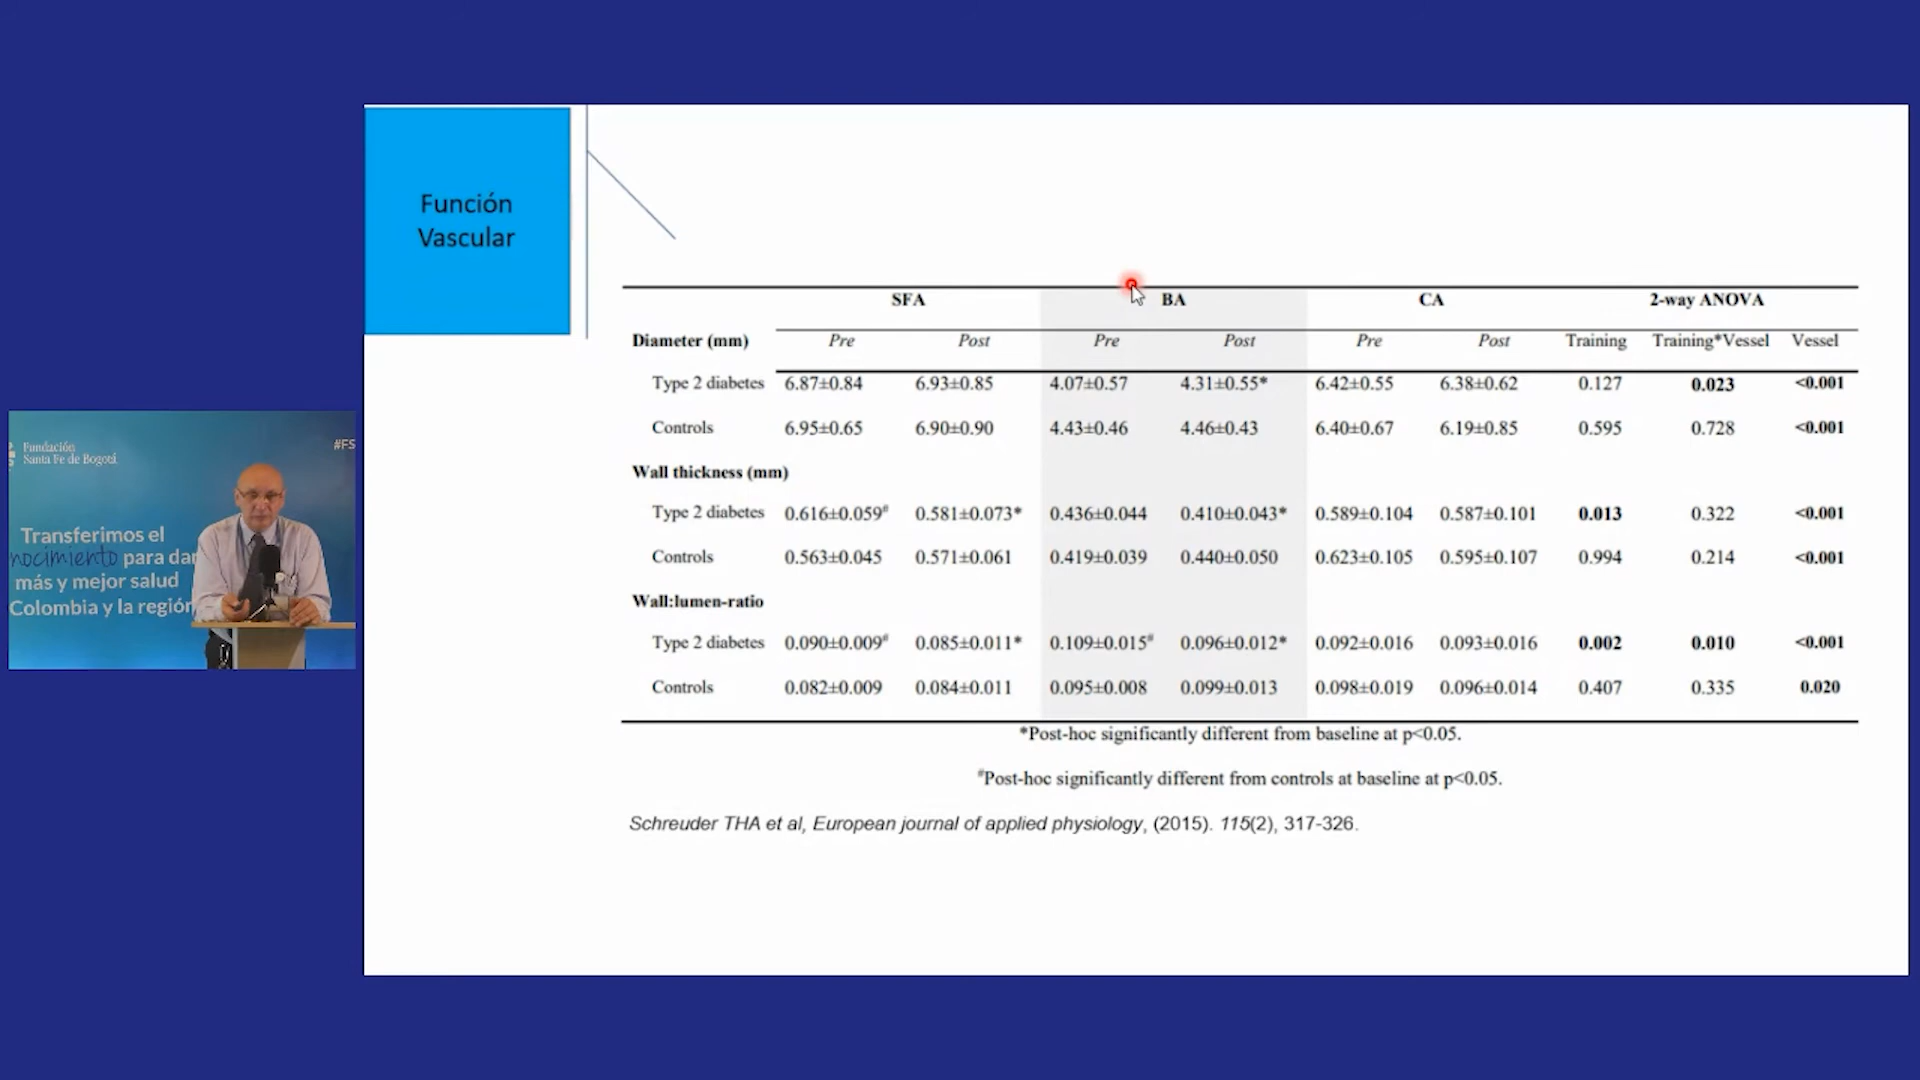 Función
Vascular
SFA BA CA 2-way ANOVA
Diameter (mm) Pre Post Pre Post Pre Post Training Training*Vessel Vessel
Type 2 diabetes 6.87±0.84 6.93±0.85 4.07±0.57 4.31±0.55* 6.42±0.55 6.38±0.62 0.127 0.023 <0.001
Controls 6.95±0.65 6.90±0.90 4.43±0.46 4.46±0.43 6.40±0.67 6.19±0.85 0.595 0.728 <0.001
Wall thickness (mm)
Type 2 diabetes 0.616±0.059# 0.581±0.073* 0.436±0.044 0.410±0.043* 0.589±0.104 0.587±0.101 0.013 0.322 <0.001
Controls 0.563±0.045 0.571±0.061 0.419±0.039 0.440±0.050 0.623±0.105 0.595±0.107 0.994 0.214 <0.001
Wall:lumen-ratio
Type 2 diabetes 0.090±0.009# 0.085±0.011* 0.109±0.015# 0.096±0.012* 0.092±0.016 0.093±0.016 0.002 0.010 <0.001
Controls 0.082±0.009 0.084±0.011 0.095±0.008 0.099±0.013 0.098±0.019 0.096±0.014 0.407 0.335 0.020
*Post-hoc significantly different from baseline at p<0.05.
#Post-hoc significantly different from controls at baseline at p<0.05.
Schreuder THA et al, European journal of applied physiology, (2015). 115(2), 317-326.
Fundación
Santa Fe de Bogotá
#FS
Transferimos el
nocimiento para dar
más y mejor salud
Colombia y la región